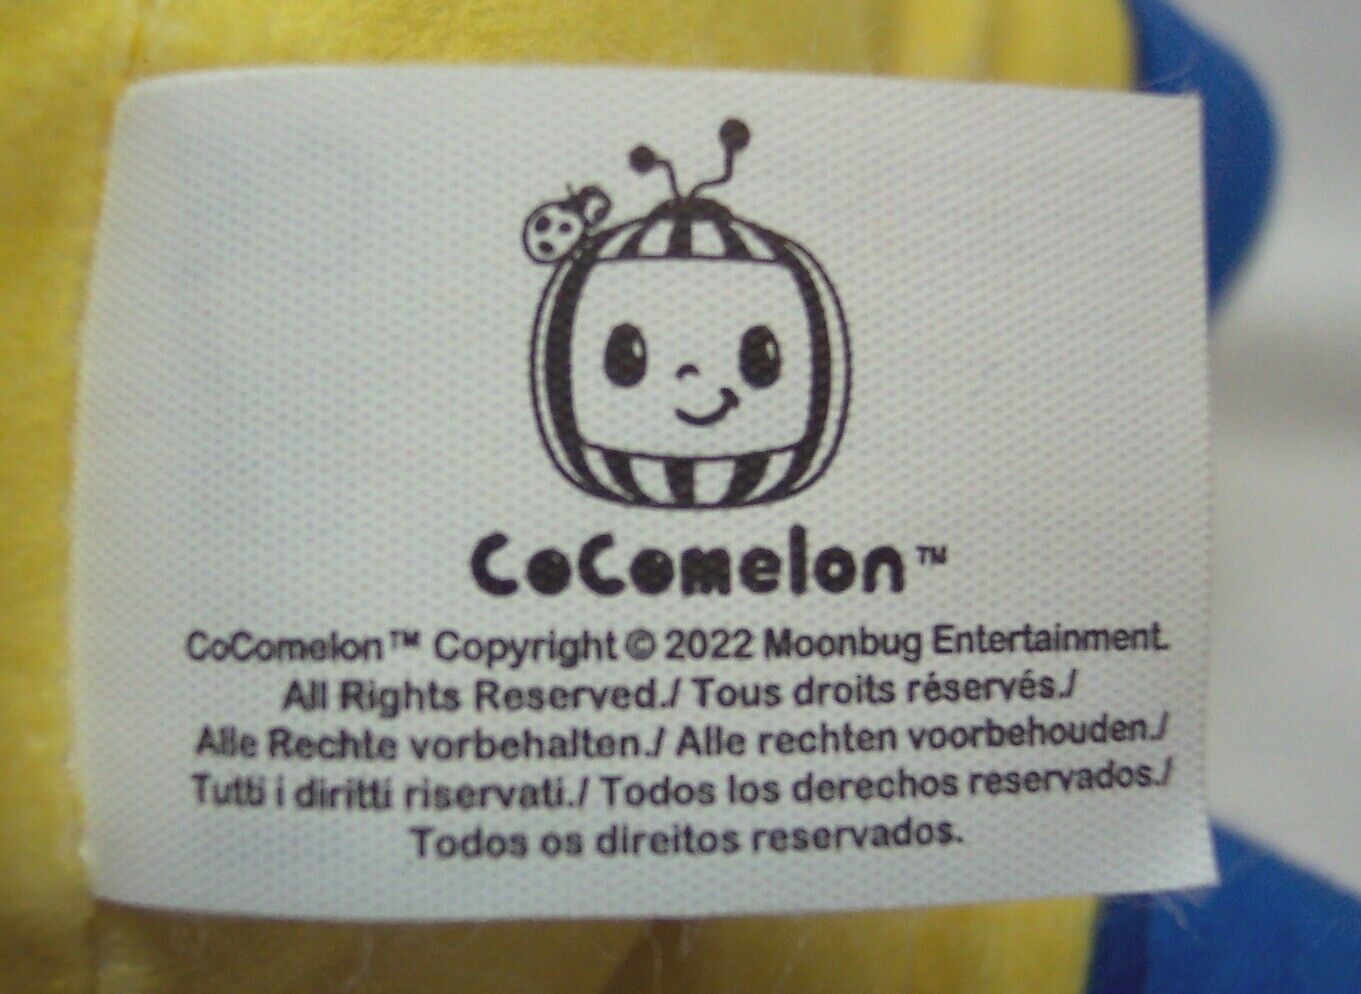 CoComelon™
CoComelon™ Copyright © 2022 Moonbug Entertainment.
All Rights Reserved./ Tous droits réservés./
Alle Rechte vorbehalten./ Alle rechten voorbehouden./
Tutti i diritti riservati./ Todos los derechos reservados./
Todos os direitos reservados.